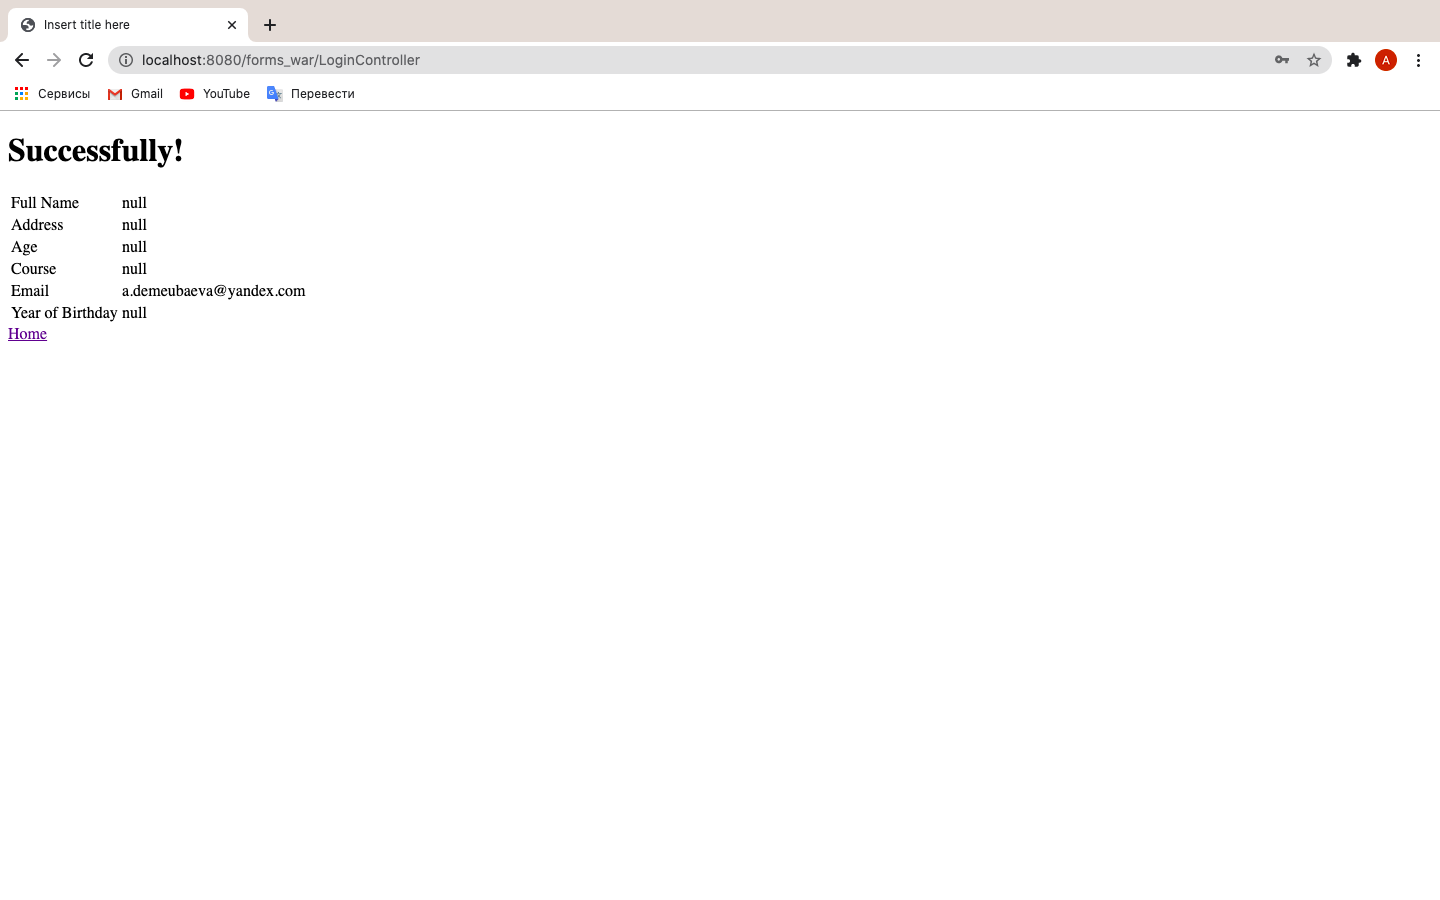 Insert title here
localhost:8080/forms_war/LoginController
A
Сервисы Gmail YouTube Перевести
Successfully!
Full Name null
Address null
Age null
Course null
Email a.demeubaeva@yandex.com
Year of Birthday null
Home